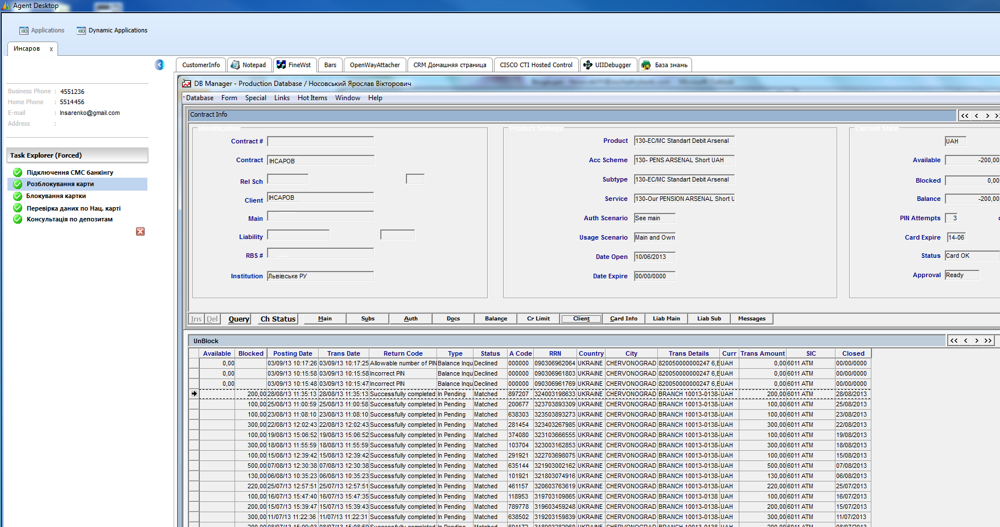 Agent Desktop
Applications Dynamic Applications
Инсаров x
Business Phone : 4551236
Home Phone : 5514456
E-mail : Insarenko@gmail.com
Address :
Task Explorer (Forced)
Підключення СМС банкінгу
Розблокування карти
Блокування картки
Перевірка даних по Нац. карті
Консультація по депозитам
CustomerInfo Notepad FineWst Bars OpenWayAttacher CRM Домашняя страница CISCO CTI Hosted Control UIIDebugger База знань
DB Manager - Production Database / Носовський Ярослав Вікторович
Database Form Special Links Hot Items Window Help
Contract Info << < > >
Identification
Contract #
Contract ІНСАРОВ
Rel Sch
Client ІНСАРОВ
Main
Liability
RBS #
Institution Львівське РУ
Product Settings
Product 130-EC/MC Standart Debit Arsenal
Acc Scheme 130- PENS ARSENAL Short UAH
Subtype 130-EC/MC Standart Debit Arsenal
Service 130-Our PENSION ARSENAL Short U
Auth Scenario See main
Usage Scenario Main and Own
Date Open 10/06/2013
Date Expire 00/00/0000
Current State
UAH
Available -200,00
Blocked 0,00
Balance -200,00
PIN Attempts 3
Card Expire 14-06
Status Card OK
Approval Ready
Ins Del Query Ch Status Main Subs Auth Docs Balance Cr Limit Client Card Info Liab Main Liab Sub Messages
UnBlock << < > >>
Available Blocked Posting Date Trans Date Return Code Type Status A Code RRN Country City Trans Details Curr Trans Amount SIC Closed
0,00 03/09/13 10:17:26 03/09/13 10:17:25 Allowable number of PIN Balance Inqu Declined 000000 090306962064 UKRAINE CHERVONOGRAD 820050000000247 6,E UAH 0,00 6011 ATM 00/00/0000
0,00 03/09/13 10:15:58 03/09/13 10:15:58 Incorrect PIN Balance Inqu Declined 000000 090306961803 UKRAINE CHERVONOGRAD 820050000000247 6,E UAH 0,00 6011 ATM 00/00/0000
0,00 03/09/13 10:15:48 03/09/13 10:15:47 Incorrect PIN Balance Inqu Declined 000000 090306961769 UKRAINE CHERVONOGRAD 820050000000247 6,E UAH 0,00 6011 ATM 00/00/0000
200,00 28/08/13 11:35:13 28/08/13 11:35:13 Successfully completed In Pending Matched 897207 324003198633 UKRAINE CHERVONOGRAD BRANCH 10013-0138- UAH 200,00 6011 ATM 28/08/2013
100,00 25/08/13 11:00:59 25/08/13 11:00:58 Successfully completed In Pending Matched 200677 323703893309 UKRAINE CHERVONOGRAD BRANCH 10013-0138- UAH 100,00 6011 ATM 25/08/2013
100,00 23/08/13 11:08:10 23/08/13 11:08:10 Successfully completed In Pending Matched 638303 323503893273 UKRAINE CHERVONOGRAD BRANCH 10013-0138- UAH 100,00 6011 ATM 23/08/2013
300,00 22/08/13 12:02:43 22/08/13 12:02:43 Successfully completed In Pending Matched 281454 323403267985 UKRAINE CHERVONOGRAD BRANCH 10013-0138- UAH 300,00 6011 ATM 22/08/2013
100,00 19/08/13 15:06:52 19/08/13 15:06:52 Successfully completed In Pending Matched 374080 323103666555 UKRAINE CHERVONOGRAD BRANCH 10013-0138- UAH 100,00 6011 ATM 19/08/2013
300,00 18/08/13 11:55:59 18/08/13 11:55:59 Successfully completed In Pending Matched 103704 323003162853 UKRAINE CHERVONOGRAD BRANCH 10013-0138- UAH 300,00 6011 ATM 18/08/2013
100,00 15/08/13 12:39:42 15/08/13 12:39:42 Successfully completed In Pending Matched 291921 322703698075 UKRAINE CHERVONOGRAD BRANCH 10013-0138- UAH 100,00 6011 ATM 15/08/2013
500,00 07/08/13 12:30:38 07/08/13 12:30:38 Successfully completed In Pending Matched 635144 321903002162 UKRAINE CHERVONOGRAD BRANCH 10013-0138- UAH 500,00 6011 ATM 07/08/2013
130,00 06/08/13 10:35:23 06/08/13 10:35:23 Successfully completed In Pending Matched 101921 321803074916 UKRAINE CHERVONOGRAD BRANCH 10013-0138- UAH 130,00 6011 ATM 06/08/2013
220,00 25/07/13 12:57:51 25/07/13 12:57:51 Successfully completed In Pending Matched 461157 320603763619 UKRAINE CHERVONOGRAD BRANCH 10013-0138- UAH 220,00 6011 ATM 25/07/2013
100,00 16/07/13 15:47:40 16/07/13 15:47:35 Successfully completed In Pending Matched 118953 319703109865 UKRAINE CHERVONOGRAD BRANCH 10013-0138 UAH 100,00 6011 ATM 16/07/2013
200,00 15/07/13 15:39:47 15/07/13 15:39:43 Successfully completed In Pending Matched 789778 319603459248 UKRAINE CHERVONOGRAD BRANCH 10013-0138- UAH 200,00 6011 ATM 15/07/2013
300,00 11/07/13 11:22:36 11/07/13 11:22:31 Successfully completed In Pending Matched 638502 319203159839 UKRAINE CHERVONOGRAD BRANCH 10013-0138- UAH 300,00 6011 ATM 11/07/2013